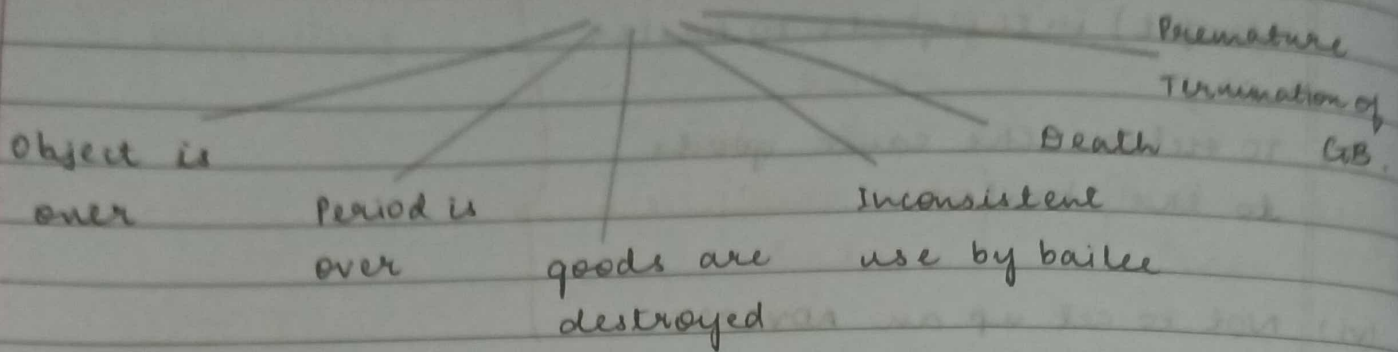 Premature
Termination of
GB.
Death
Object is
over
Period is
over
goods are
destroyed
Inconsistent
use by bailee